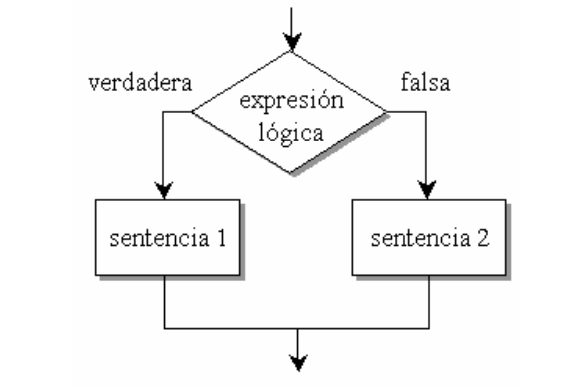 verdadera
falsa
expresión
lógica
sentencia 1
sentencia 2